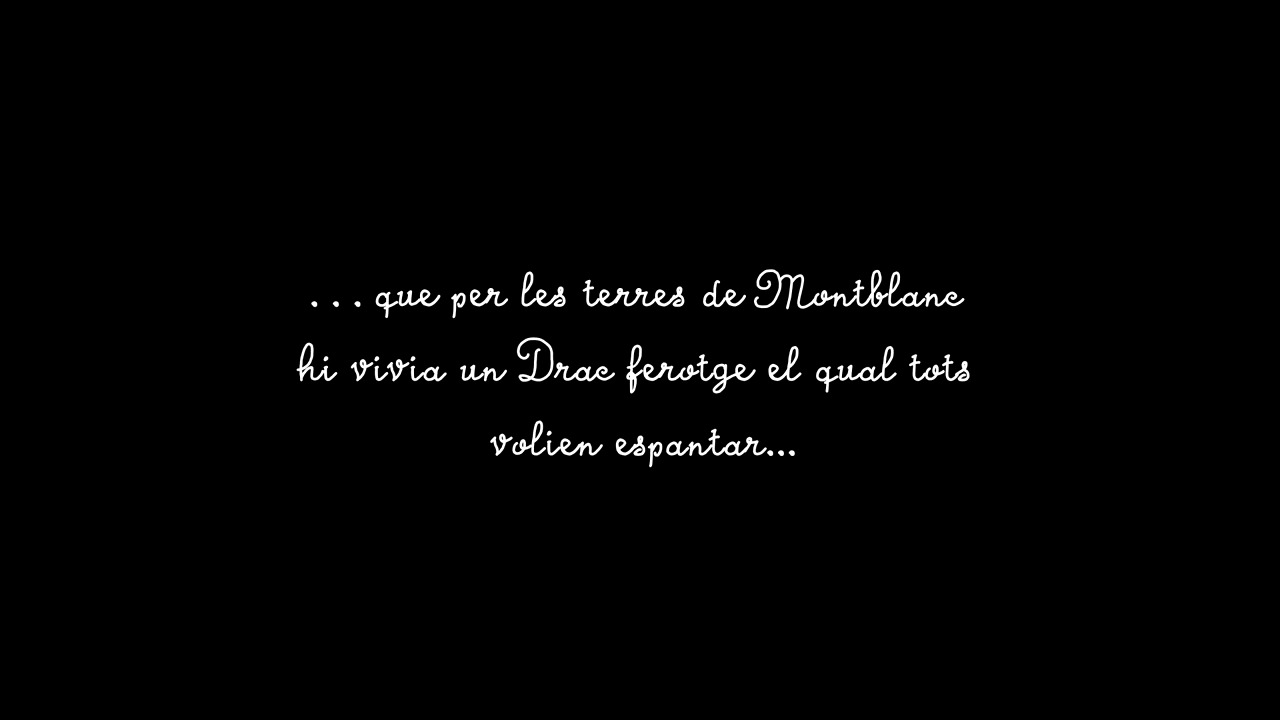 ... que per les terres de Montblanc
hi vivia un Drac ferotge el qual tots
volien espantar...